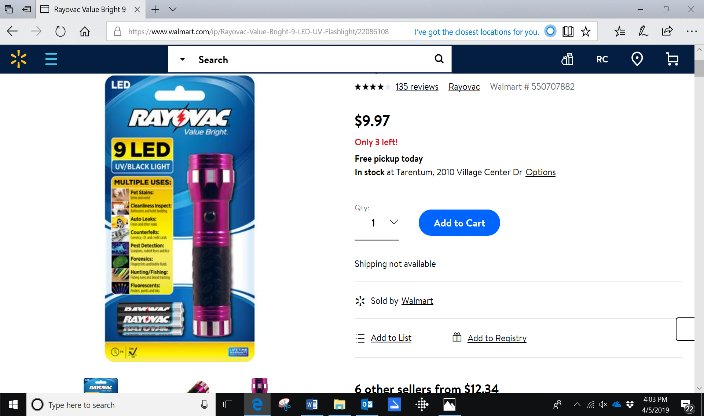 Rayovac Value Bright 9
https://www.walmart.com/ip/Rayovac-Value-Bright-9-LED-UV-Flashlight/22086108
I've got the closest locations for you.
Search
RC
LED
RAYOVAC
Value Bright.
9 LED
UV/BLACK LIGHT
MULTIPLE USES:
Pet Stains:
Cleanliness Inspect:
Auto Leaks:
Counterfeits:
Pest Detection:
Forensics:
Hunting/Fishing:
Fluorescents:
RAYOVAC
RAYOVAC
135 reviews
Rayovac
Walmart # 550707882
$9.97
Only 3 left!
Free pickup today
In stock at Tarentum, 2010 Village Center Dr Options
Qty:
1
Add to Cart
Shipping not available
Sold by Walmart
Add to List
Add to Registry
6 other sellers from $12.34
RAYOVAC
Type here to search
4:03 PM
4/5/2019
22